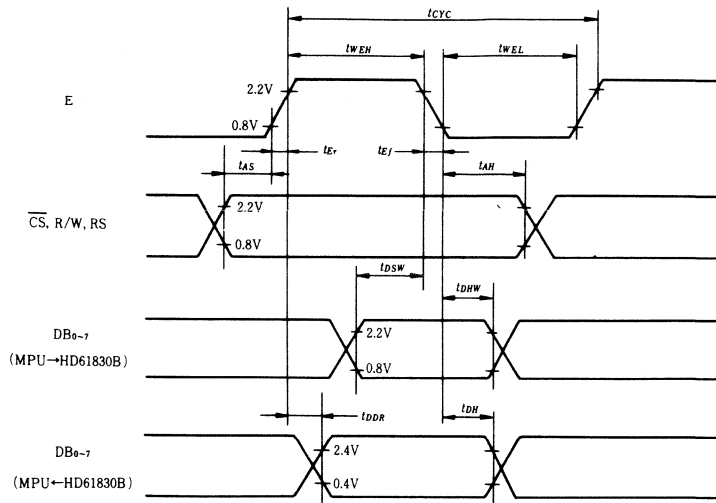 tCYC
tWEH
tWEL
E
2.2V
0.8V
tEr
tEf
tAS
tAH
CS, R/W, RS
2.2V
0.8V
tDSW
tDHW
DB0~7
(MPU→HD61830B)
2.2V
0.8V
tDDR
tDH
DB0~7
(MPU←HD61830B)
2.4V
0.4V